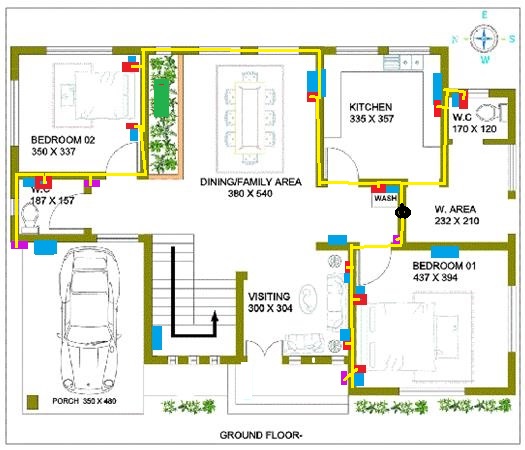 E
N
S
W
KITCHEN
335 X 357
W.C
170 X 120
BEDROOM 02
350 X 337
DINING/FAMILY AREA
380 X 540
W.C
187 X 157
WASH
W. AREA
232 X 210
BEDROOM 01
437 X 394
VISITING
300 X 304
PORCH 350 X 480
GROUND FLOOR-